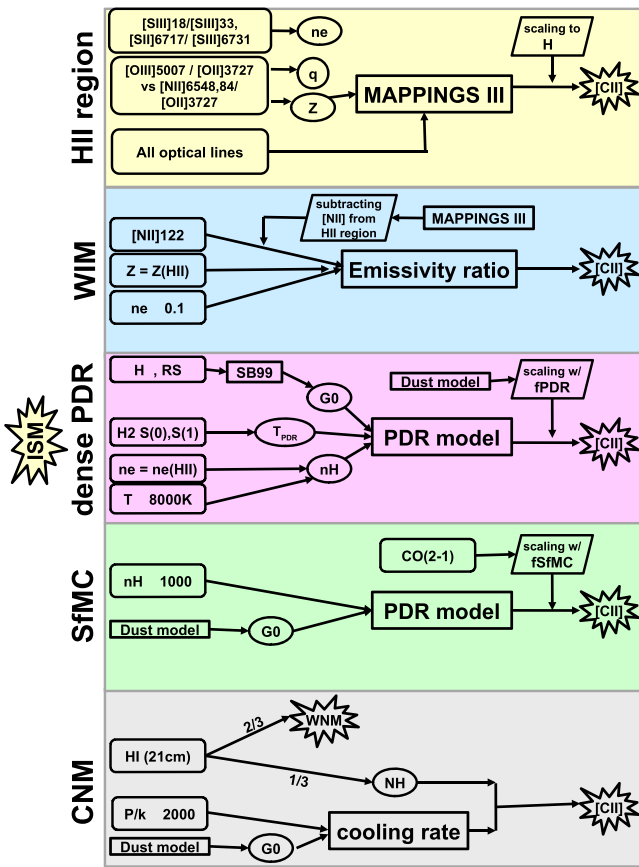 ISM
HII region
[SIII]18/[SIII]33,
[SII]6717/ [SIII]6731
ne
[OIII]5007 / [OII]3727
vs [NII]6548,84/
[OII]3727
q
Z
All optical lines
MAPPINGS III
scaling to
H
[CII]
WIM
[NII]122
Z = Z(HII)
ne 0.1
subtracting
[NII] from
HII region
MAPPINGS III
Emissivity ratio
[CII]
dense PDR
H , RS
SB99
G0
H2 S(0),S(1)
TPDR
ne = ne(HII)
nH
T 8000K
Dust model
scaling w/
fPDR
PDR model
[CII]
SfMC
nH 1000
Dust model
G0
CO(2-1)
scaling w/
fSfMC
PDR model
[CII]
CNM
HI (21cm)
2/3
WNM
1/3
NH
P/k 2000
Dust model
G0
cooling rate
[CII]